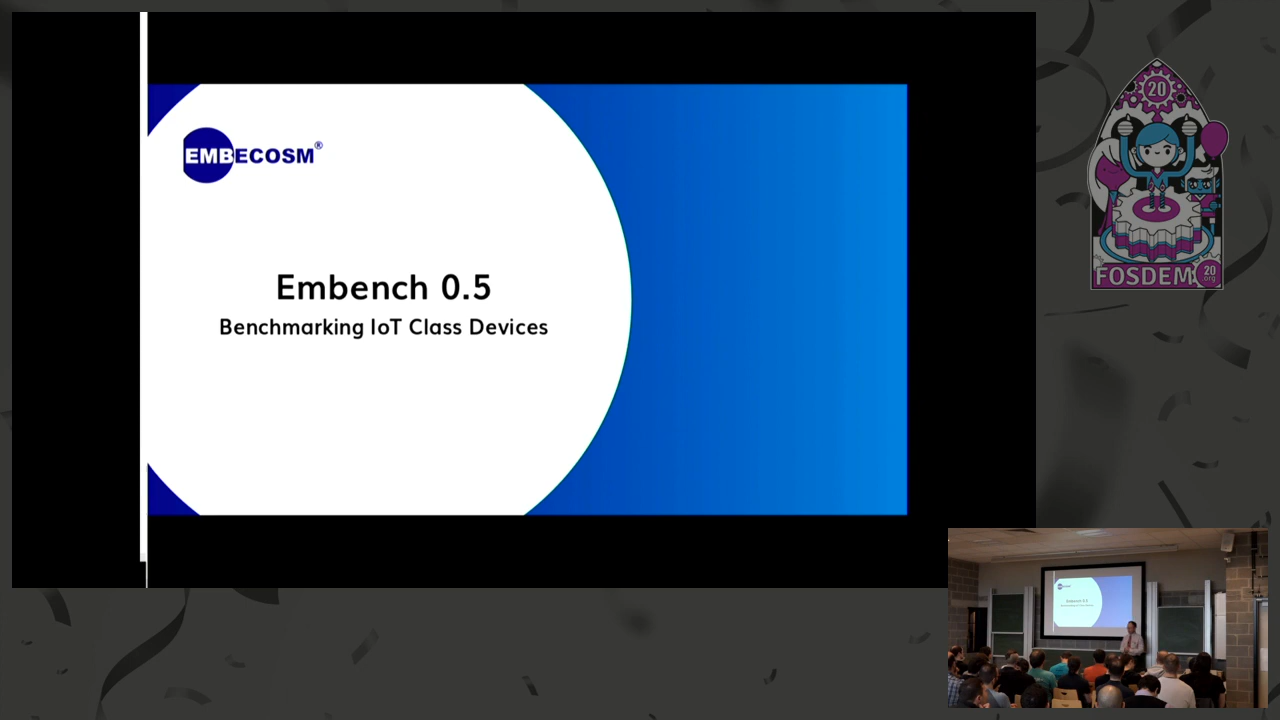 EMBECOSM®
Embench 0.5
Benchmarking IoT Class Devices
20
FOSDEM
20
.org